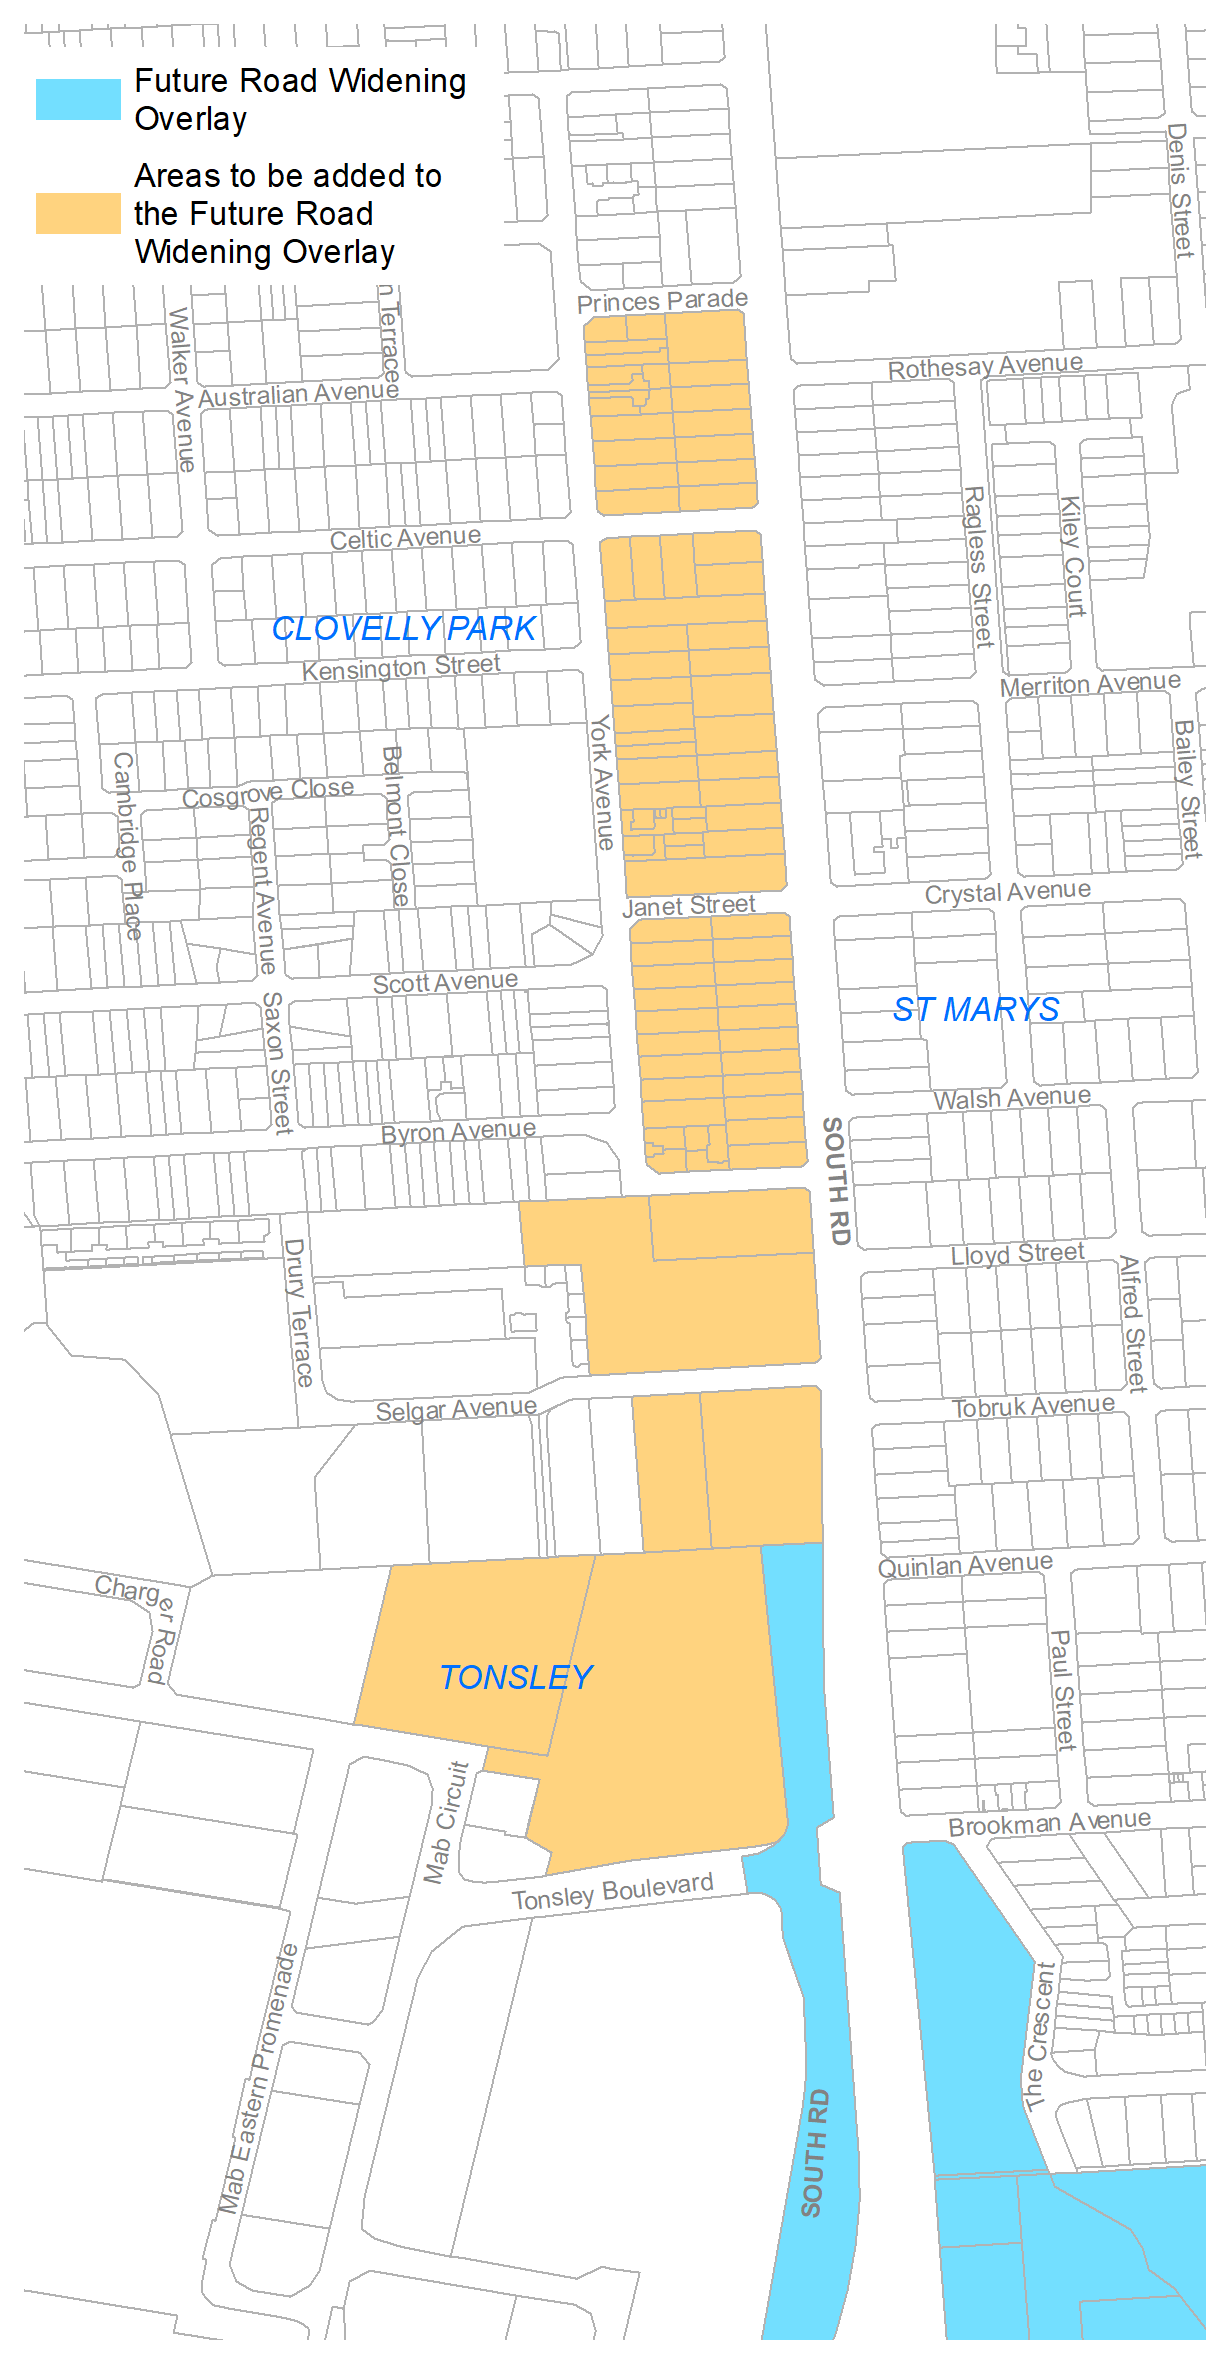 Future Road Widening
Overlay
Areas to be added to
the Future Road
Widening Overlay
Denis Street
Princes Parade
n Terrace
Walker Avenue
Rothesay Avenue
Australian Avenue
Celtic Avenue
Ragless Street
Kiley Court
CLOVELLY PARK
Kensington Street
Merriton Avenue
York Avenue
Bailey Street
Cambridge Place
Cosgrove Close
Belmont Close
Regent Avenue
Janet Street
Crystal Avenue
Scott Avenue
Saxon Street
ST MARYS
Walsh Avenue
Byron Avenue
SOUTH RD
Drury Terrace
Lloyd Street
Alfred Street
Selgar Avenue
Tobruk Avenue
Quinlan Avenue
Charger Road
Paul Street
TONSLEY
Mab Circuit
Brookman Avenue
Tonsley Boulevard
Mab Eastern Promenade
The Crescent
SOUTH RD